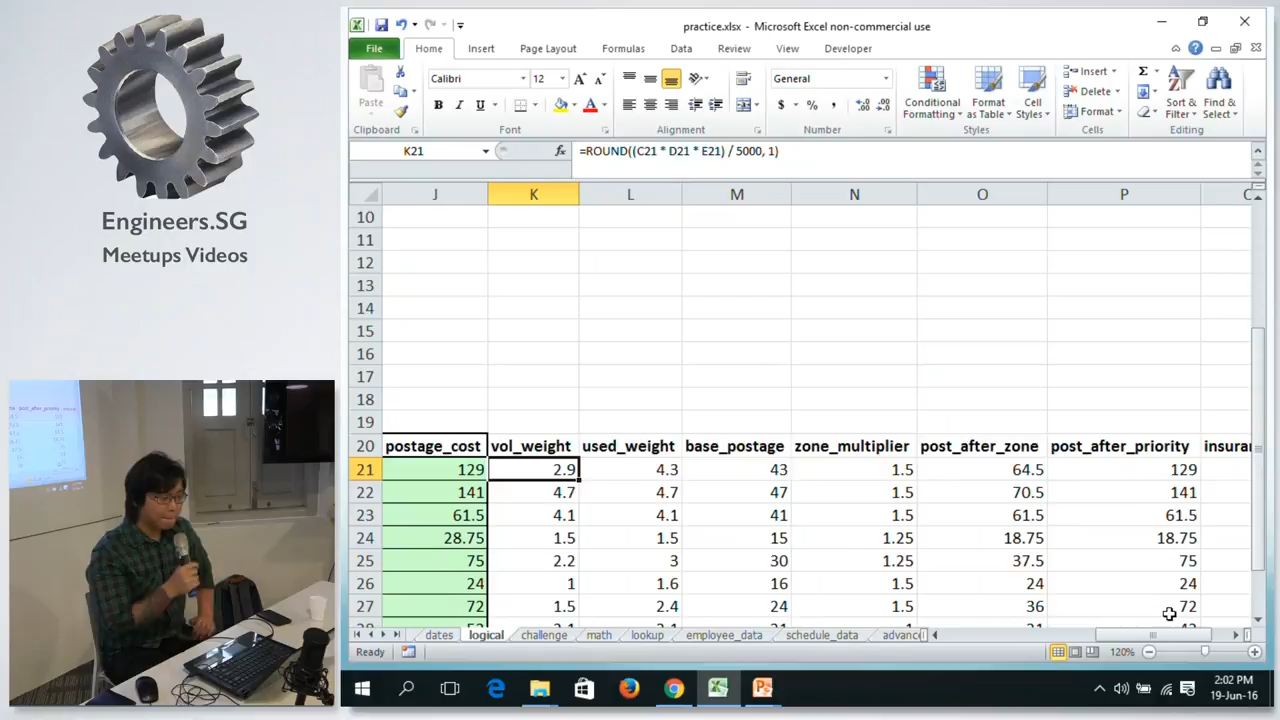 Engineers.SG
Meetups Videos
practice.xlsx - Microsoft Excel non-commercial use
File Home Insert Page Layout Formulas Data Review View Developer
Paste
Clipboard
Calibri 12
B I U
Font
Alignment
General
$ % ,
Number
Conditional Formatting
Format as Table
Cell Styles
Styles
Insert
Delete
Format
Cells
Sort & Filter
Find & Select
Editing
K21 fx =ROUND((C21 * D21 * E21) / 5000, 1)
J K L M N O P
10
11
12
13
14
15
16
17
18
19
20 postage_cost vol_weight used_weight base_postage zone_multiplier post_after_zone post_after_priority insuran
21 129 2.9 4.3 43 1.5 64.5 129
22 141 4.7 4.7 47 1.5 70.5 141
23 61.5 4.1 4.1 41 1.5 61.5 61.5
24 28.75 1.5 1.5 15 1.25 18.75 18.75
25 75 2.2 3 30 1.25 37.5 75
26 24 1 1.6 16 1.5 24 24
27 72 1.5 2.4 24 1.5 36 72
dates logical challenge math lookup employee_data schedule_data advanc
Ready 120%
2:02 PM
19-Jun-16